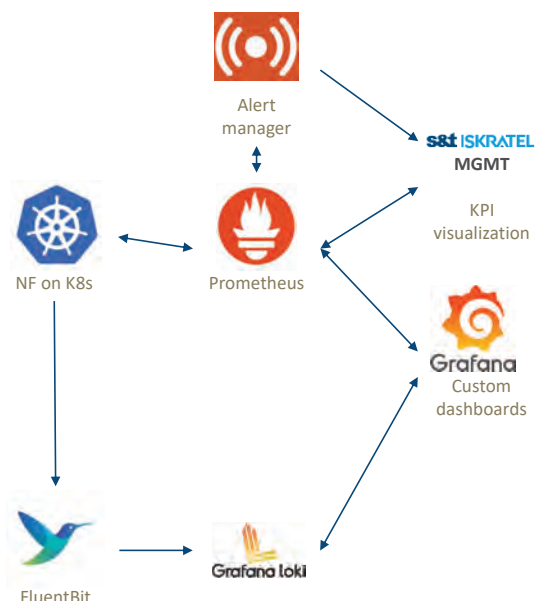 Alert
manager
s&t ISKRATEL
MGMT
KPI
visualization
NF on K8s
Prometheus
Grafana
Custom
dashboards
Grafana loki
FluentBit